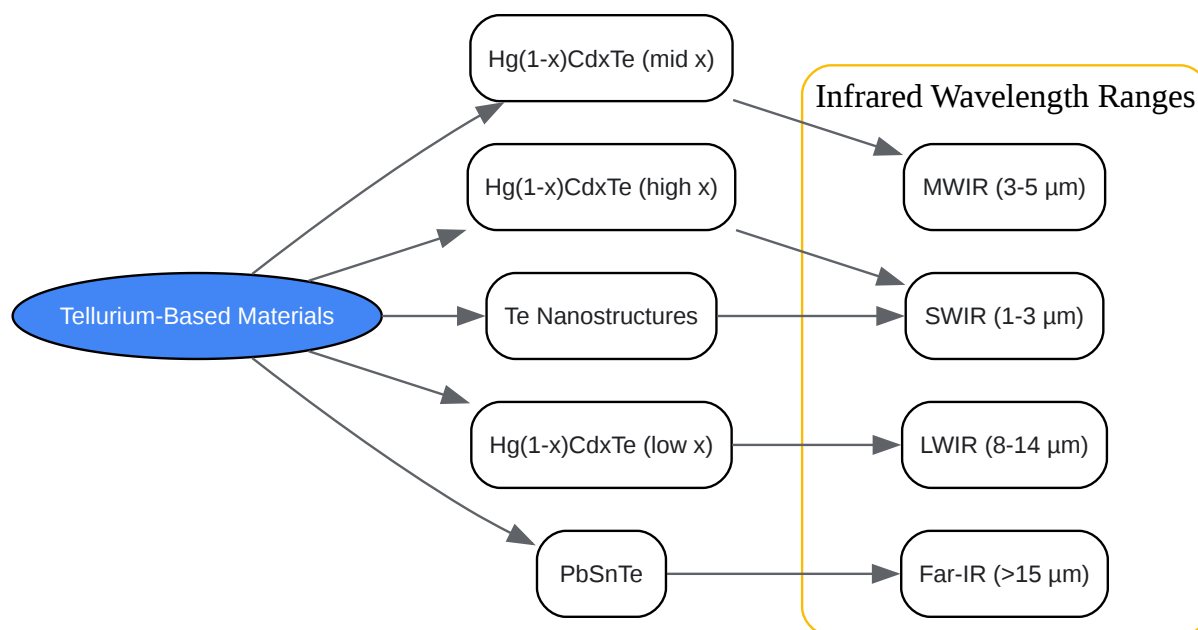 Hg(1-x)CdxTe (mid x)
Infrared Wavelength Ranges
MWIR (3-5 µm)
Hg(1-x)CdxTe (high x)
Tellurium-Based Materials
Te Nanostructures
SWIR (1-3 µm)
Hg(1-x)CdxTe (low x)
LWIR (8-14 µm)
PbSnTe
Far-IR (>15 µm)